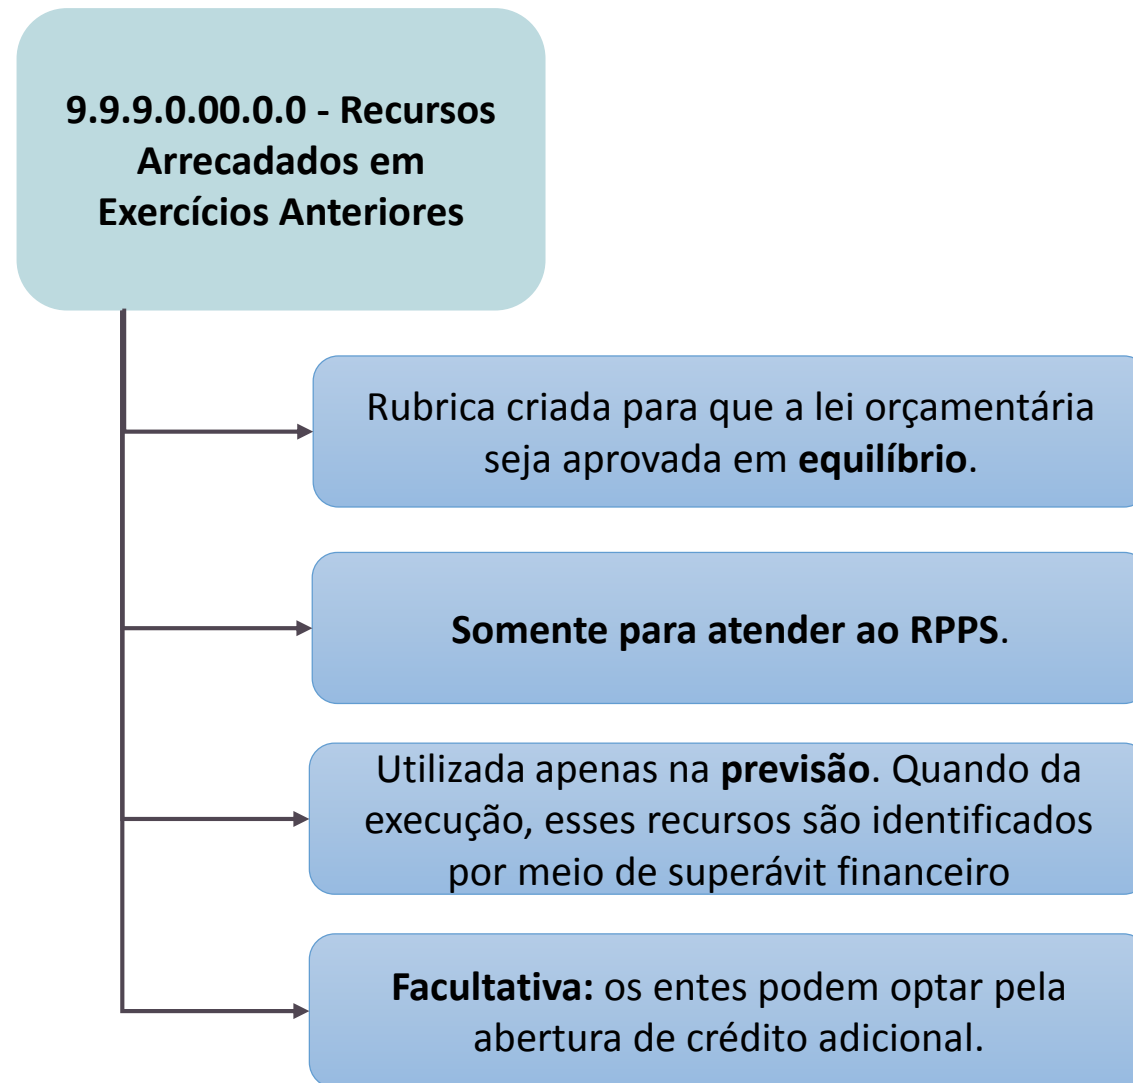 9.9.9.0.00.0.0 - Recursos
Arrecadados em
Exercícios Anteriores
Rubrica criada para que a lei orçamentária
seja aprovada em equilíbrio.
Somente para atender ao RPPS.
Utilizada apenas na previsão. Quando da
execução, esses recursos são identificados
por meio de superávit financeiro
Facultativa: os entes podem optar pela
abertura de crédito adicional.